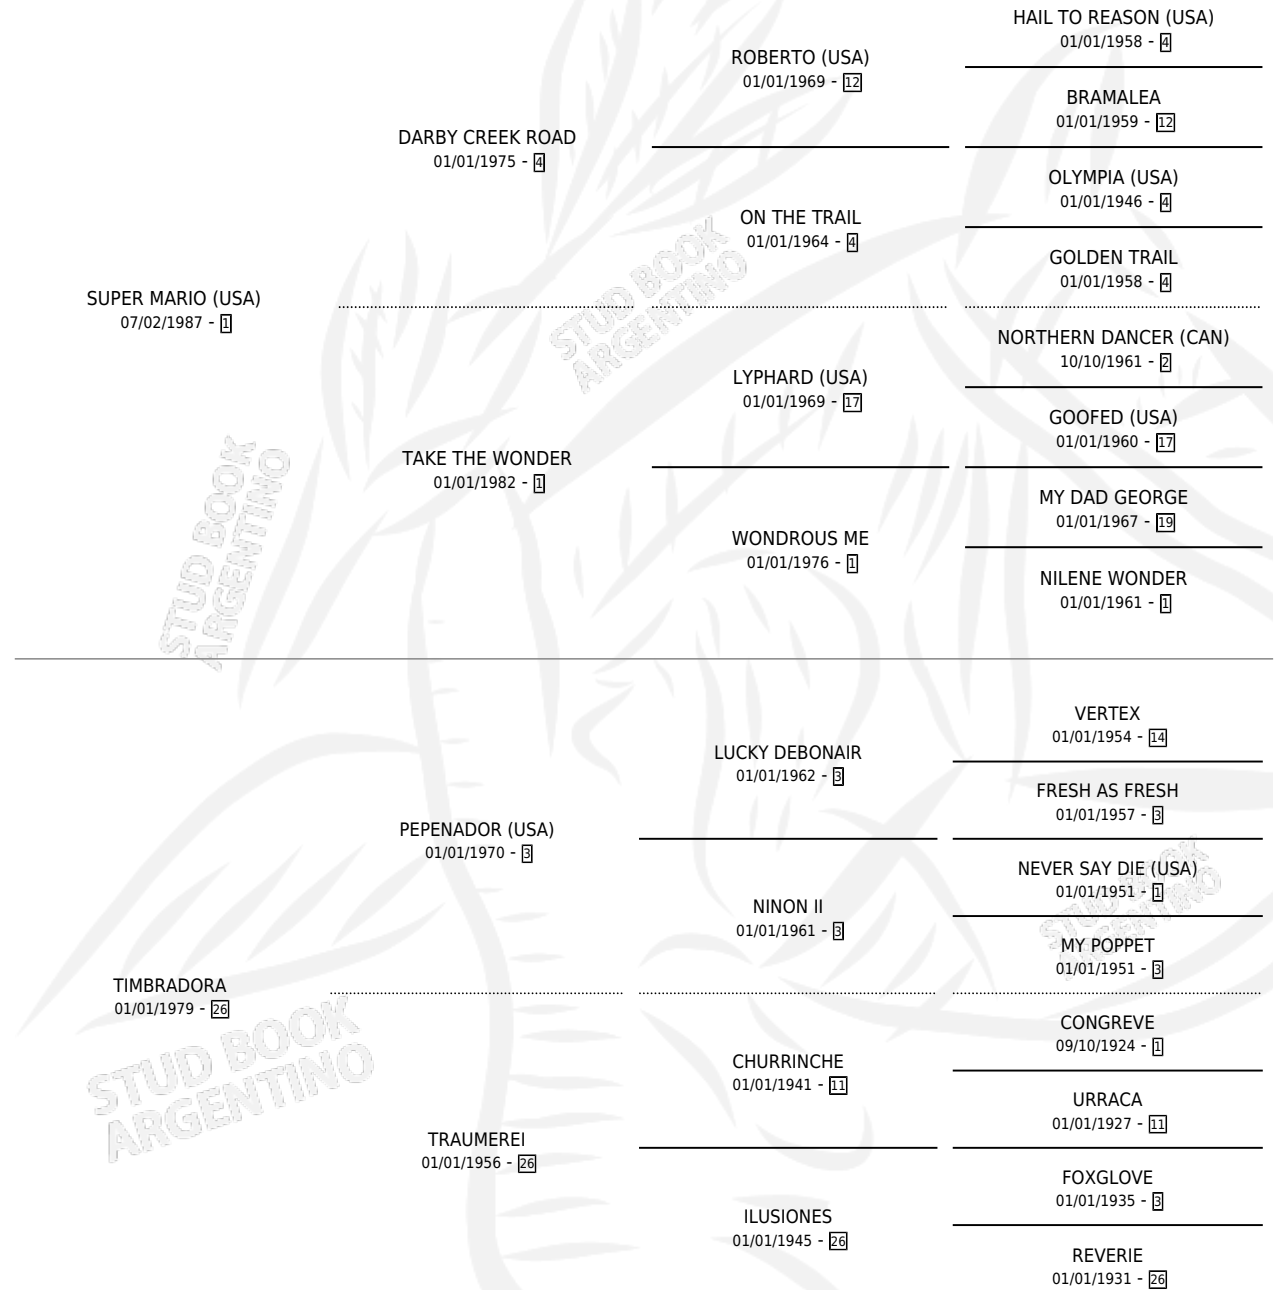 HAIL TO REASON (USA)
01/01/1958 - 4
ROBERTO (USA)
01/01/1969 - 12
BRAMALEA
01/01/1959 - 12
DARBY CREEK ROAD
01/01/1975 - 4
OLYMPIA (USA)
01/01/1946 - 4
ON THE TRAIL
01/01/1964 - 4
GOLDEN TRAIL
01/01/1958 - 4
SUPER MARIO (USA)
07/02/1987 - 1
STUD BOOK
ARGENTINO
NORTHERN DANCER (CAN)
10/10/1961 - 2
LYPHARD (USA)
01/01/1969 - 17
GOOFED (USA)
01/01/1960 - 17
TAKE THE WONDER
01/01/1982 - 1
MY DAD GEORGE
01/01/1967 - 19
WONDROUS ME
01/01/1976 - 1
NILENE WONDER
01/01/1961 - 1
STUD BOOK
ARGENTINO
VERTEX
01/01/1954 - 14
LUCKY DEBONAIR
01/01/1962 - 3
FRESH AS FRESH
01/01/1957 - 3
PEPENADOR (USA)
01/01/1970 - 3
NEVER SAY DIE (USA)
01/01/1951 - 1
NINON II
01/01/1961 - 3
STUD BOOK
ARGENTINO
MY POPPET
01/01/1951 - 3
TIMBRADORA
01/01/1979 - 26
STUD BOOK
ARGENTINO
CONGREVE
09/10/1924 - 1
CHURRINCHE
01/01/1941 - 11
URRACA
01/01/1927 - 11
TRAUMEREI
01/01/1956 - 26
FOXGLOVE
01/01/1935 - 3
ILUSIONES
01/01/1945 - 26
REVERIE
01/01/1931 - 26